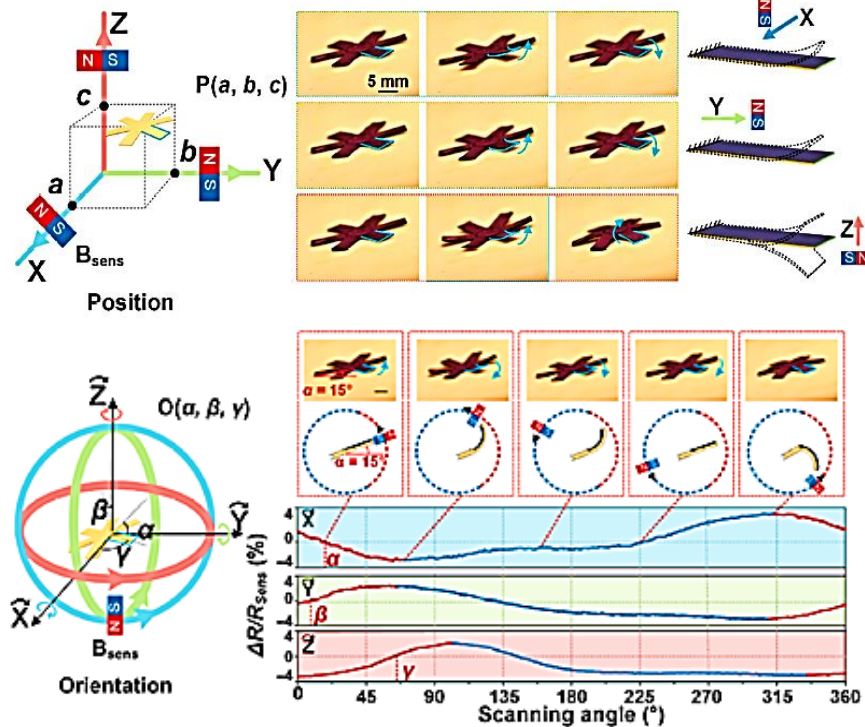 Z
N S
c
P(a, b, c)
b
Y
N S
a
N S
X
B_sens
Position
5 mm
N S
X
Y
N S
Z
S N
Ẑ
O(α, β, γ)
β
α
γ
Ŷ
X̂
S N
B_sens
Orientation
α = 15°
α = 15°
N S
N S
N S
N S
N S
ΔR/R_Sens (%)
4
0
−4
X̂
α
4
0
−4
Ŷ
β
4
0
−4
Ẑ
γ
0 45 90 135 180 225 270 315 360
Scanning angle (°)